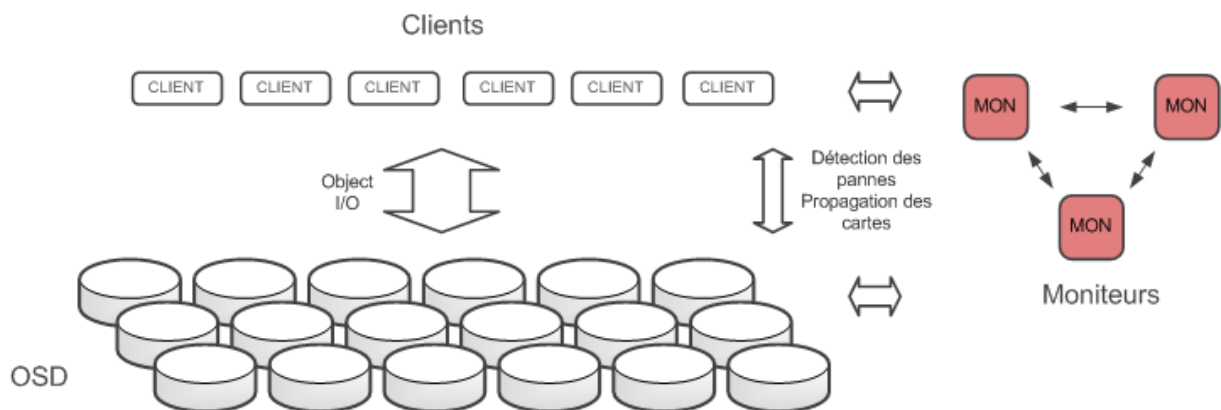 Clients
CLIENT CLIENT CLIENT CLIENT CLIENT CLIENT
MON MON
Object
I/O
Détection des
pannes
Propagation des
cartes
MON
Moniteurs
OSD